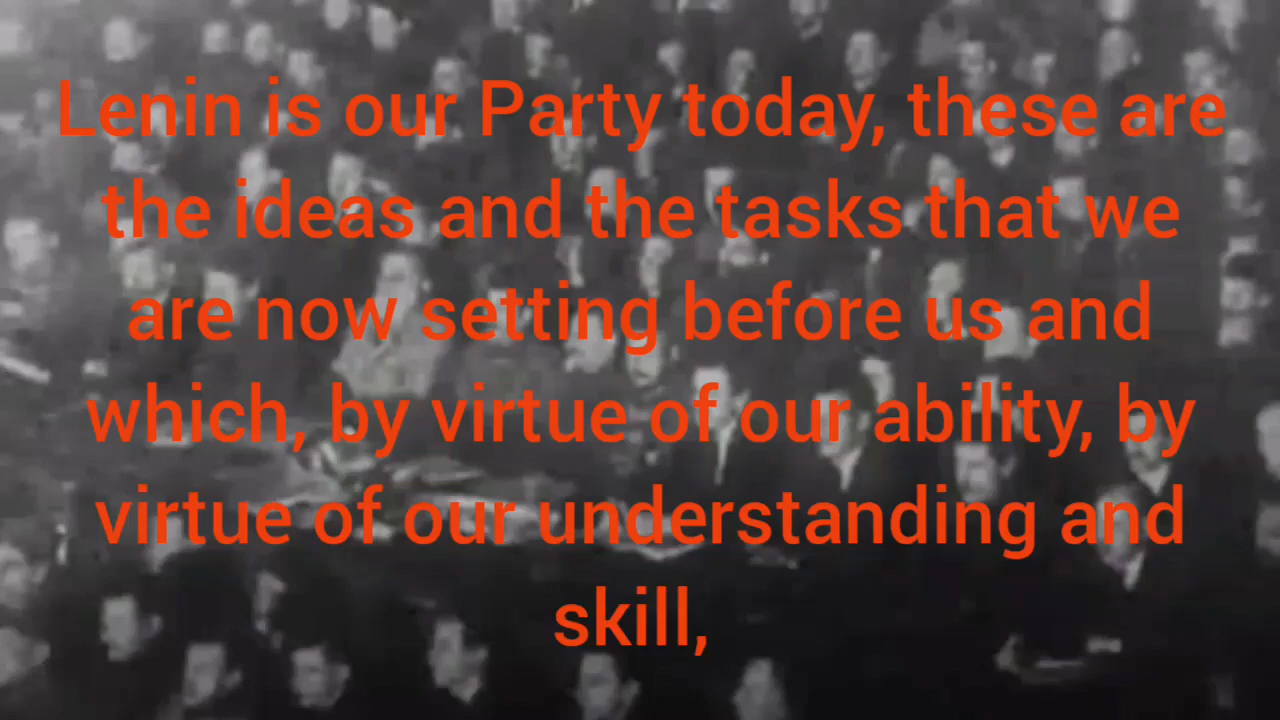 Lenin is our Party today, these are
the ideas and the tasks that we
are now setting before us and
which, by virtue of our ability, by
virtue of our understanding and
skill,